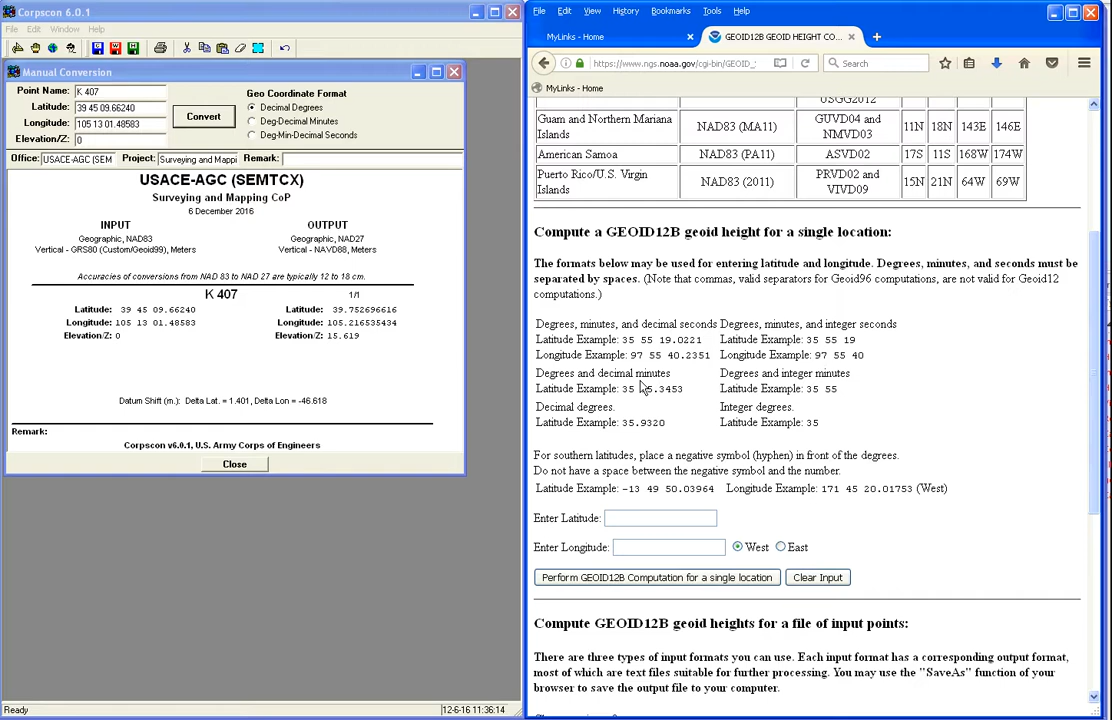 Corpscon 6.0.1
File Edit Window Help
Manual Conversion
Point Name: K 407
Latitude: 39 45 09.66240
Longitude: 105 13 01.48583
Elevation/Z: 0
Convert
Geo Coordinate Format
Decimal Degrees
Deg-Decimal Minutes
Deg-Min-Decimal Seconds
Office: USACE-AGC (SEM Project: Surveying and Mappi Remark:
USACE-AGC (SEMTCX)
Surveying and Mapping CoP
6 December 2016
INPUT OUTPUT
Geographic, NAD83 Geographic, NAD27
Vertical - GRS80 (Custom/Geoid99), Meters Vertical - NAVD88, Meters
Accuracies of conversions from NAD 83 to NAD 27 are typically 12 to 18 cm.
K 407 1/1
Latitude: 39 45 09.66240 Latitude: 39.752696616
Longitude: 105 13 01.48583 Longitude: 105.216535434
Elevation/Z: 0 Elevation/Z: 15.619
Datum Shift (m.): Delta Lat. = 1.401, Delta Lon = -46.618
Remark:
Corpscon v6.0.1, U.S. Army Corps of Engineers
Close
Ready 12-6-16 11:36:14
File Edit View History Bookmarks Tools Help
MyLinks - Home GEOID12B GEOID HEIGHT CO...
https://www.ngs.noaa.gov/cgi-bin/GEOID_ Search
MyLinks - Home
USGG2012
Guam and Northern Mariana Islands NAD83 (MA11) GUVD04 and NMVD03 11N 18N 143E 146E
American Samoa NAD83 (PA11) ASVD02 17S 11S 168W 174W
Puerto Rico/U.S. Virgin Islands NAD83 (2011) PRVD02 and VIVD09 15N 21N 64W 69W
Compute a GEOID12B geoid height for a single location:
The formats below may be used for entering latitude and longitude. Degrees, minutes, and seconds must be
separated by spaces. (Note that commas, valid separators for Geoid96 computations, are not valid for Geoid12
computations.)
Degrees, minutes, and decimal seconds Degrees, minutes, and integer seconds
Latitude Example: 35 55 19.0221 Latitude Example: 35 55 19
Longitude Example: 97 55 40.2351 Longitude Example: 97 55 40
Degrees and decimal minutes Degrees and integer minutes
Latitude Example: 35 5.3453 Latitude Example: 35 55
Decimal degrees. Integer degrees.
Latitude Example: 35.9320 Latitude Example: 35
For southern latitudes, place a negative symbol (hyphen) in front of the degrees.
Do not have a space between the negative symbol and the number.
Latitude Example: -13 49 50.03964 Longitude Example: 171 45 20.01753 (West)
Enter Latitude:
Enter Longitude: West East
Perform GEOID12B Computation for a single location Clear Input
Compute GEOID12B geoid heights for a file of input points:
There are three types of input formats you can use. Each input format has a corresponding output format,
most of which are text files suitable for further processing. You may use the "SaveAs" function of your
browser to save the output file to your computer.